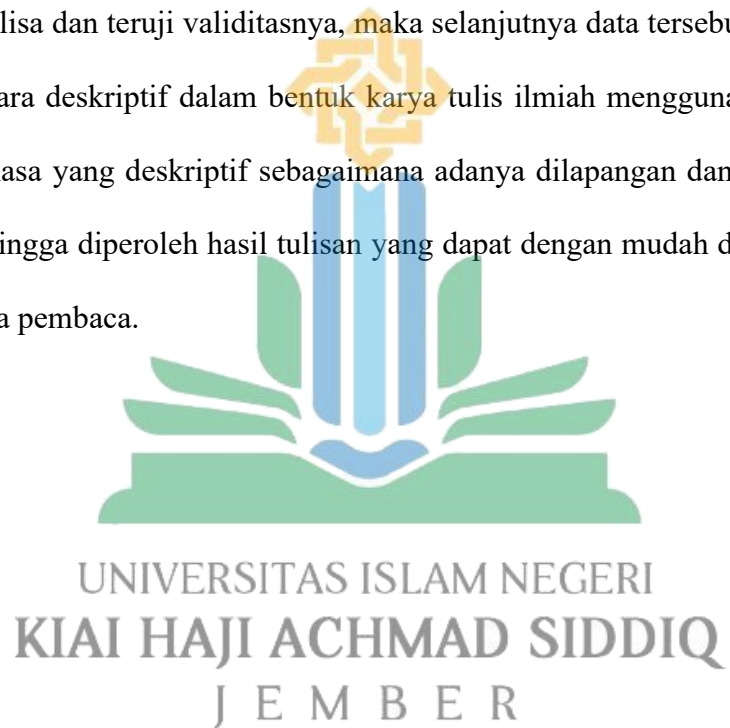 lisa dan teruji validitasnya, maka selanjutnya data tersebu
ara deskriptif dalam bentuk karya tulis ilmiah mengguna
asa yang deskriptif sebagaimana adanya dilapangan dan
ingga diperoleh hasil tulisan yang dapat dengan mudah d
a pembaca.
UNIVERSITAS ISLAM NEGERI
KIAI HAJI ACHMAD SIDDIQ
JEMBER